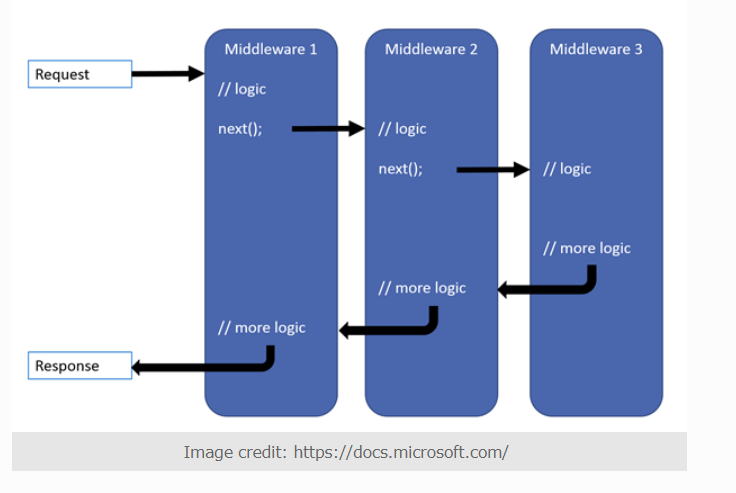 Middleware 1
Middleware 2
Middleware 3
Request
// logic
next();
// logic
next();
// logic
// more logic
// more logic
// more logic
Response
Image credit: https://docs.microsoft.com/